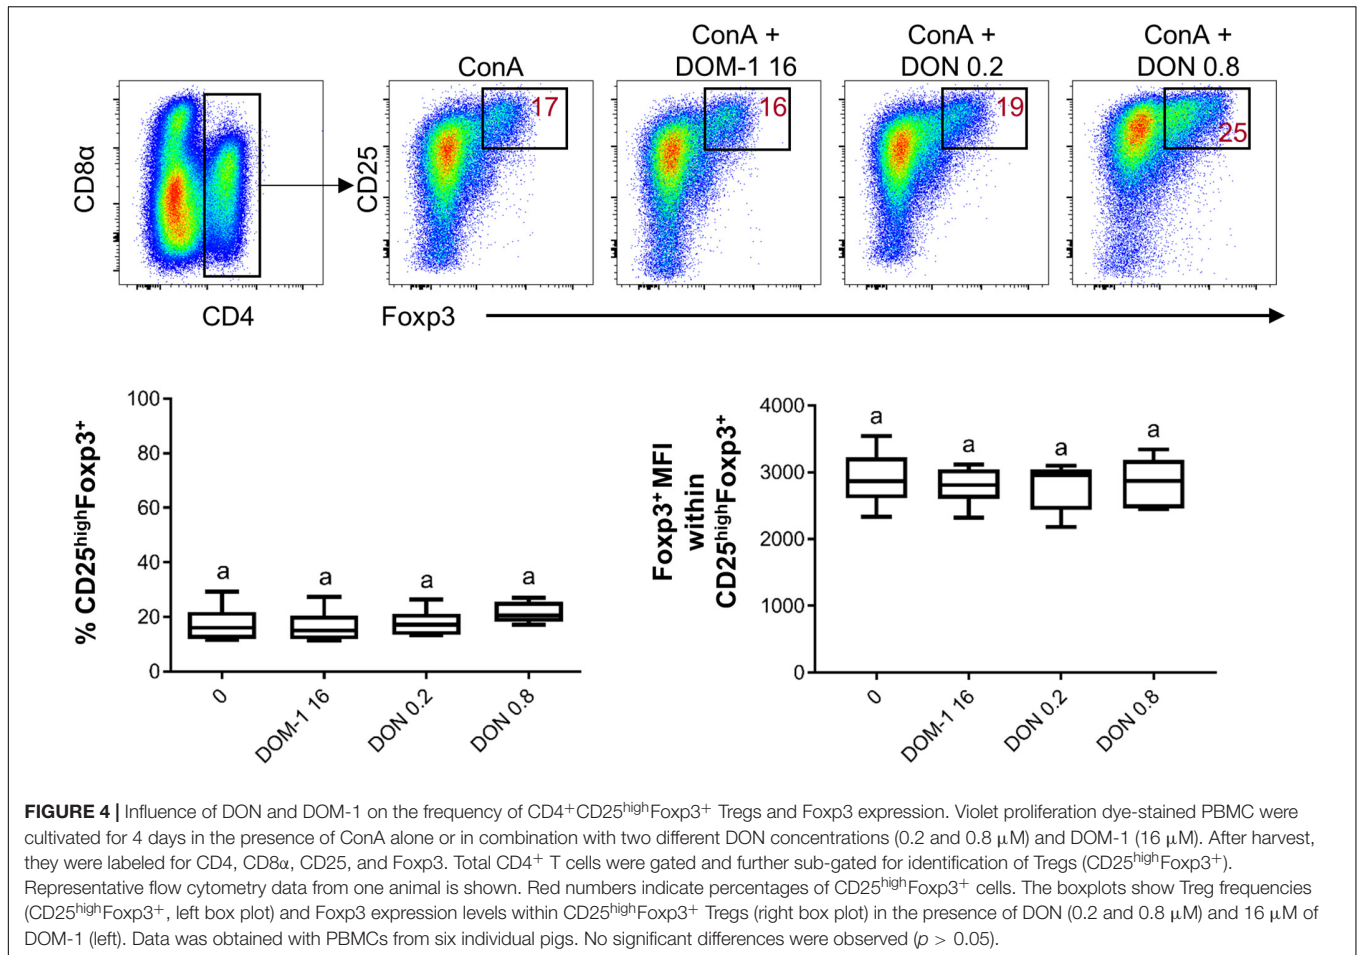 ConA
ConA +
DOM-1 16
ConA +
DON 0.2
ConA +
DON 0.8
CD8α
CD25
17
16
19
25
CD4
Foxp3
% CD25highFoxp3+
100
80
60
40
20
0
a
a
a
a
0
DOM-1 16
DON 0.2
DON 0.8
Foxp3+ MFI
within
CD25highFoxp3+
4000
3000
2000
1000
0
a
a
a
a
0
DOM-1 16
DON 0.2
DON 0.8
FIGURE 4 | Influence of DON and DOM-1 on the frequency of CD4+CD25highFoxp3+ Tregs and Foxp3 expression. Violet proliferation dye-stained PBMC were
cultivated for 4 days in the presence of ConA alone or in combination with two different DON concentrations (0.2 and 0.8 μM) and DOM-1 (16 μM). After harvest,
they were labeled for CD4, CD8α, CD25, and Foxp3. Total CD4+ T cells were gated and further sub-gated for identification of Tregs (CD25highFoxp3+).
Representative flow cytometry data from one animal is shown. Red numbers indicate percentages of CD25highFoxp3+ cells. The boxplots show Treg frequencies
(CD25highFoxp3+, left box plot) and Foxp3 expression levels within CD25highFoxp3+ Tregs (right box plot) in the presence of DON (0.2 and 0.8 μM) and 16 μM of
DOM-1 (left). Data was obtained with PBMCs from six individual pigs. No significant differences were observed (p > 0.05).